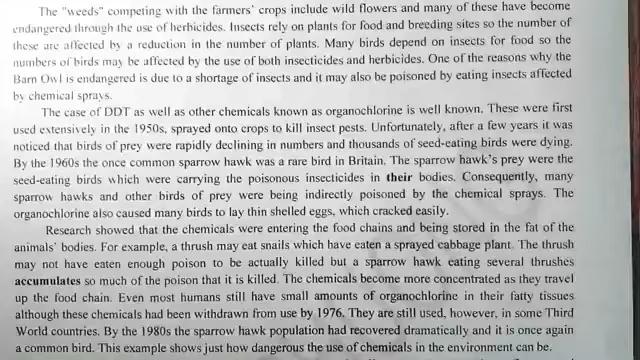 The "weeds" competing with the farmers' crops include wild flowers and many of these have become
endangered through the use of herbicides. Insects rely on plants for food and breeding sites so the number of
these are affected by a reduction in the number of plants. Many birds depend on insects for food so the
numbers of birds may be affected by the use of both insecticides and herbicides. One of the reasons why the
Barn Owl is endangered is due to a shortage of insects and it may also be poisoned by eating insects affected
by chemical sprays.
The case of DDT as well as other chemicals known as organochlorine is well known. These were first
used extensively in the 1950s, sprayed onto crops to kill insect pests. Unfortunately, after a few years it was
noticed that birds of prey were rapidly declining in numbers and thousands of seed-eating birds were dying.
By the 1960s the once common sparrow hawk was a rare bird in Britain. The sparrow hawk's prey were the
seed-eating birds which were carrying the poisonous insecticides in their bodies. Consequently, many
sparrow hawks and other birds of prey were being indirectly poisoned by the chemical sprays. The
organochlorine also caused many birds to lay thin shelled eggs, which cracked easily.
Research showed that the chemicals were entering the food chains and being stored in the fat of the
animals' bodies. For example, a thrush may eat snails which have eaten a sprayed cabbage plant. The thrush
may not have eaten enough poison to be actually killed but a sparrow hawk eating several thrushes
accumulates so much of the poison that it is killed. The chemicals become more concentrated as they travel
up the food chain. Even most humans still have small amounts of organochlorine in their fatty tissues
although these chemicals had been withdrawn from use by 1976. They are still used, however, in some Third
World countries. By the 1980s the sparrow hawk population had recovered dramatically and it is once again
a common bird. This example shows just how dangerous the use of chemicals in the environment can be.